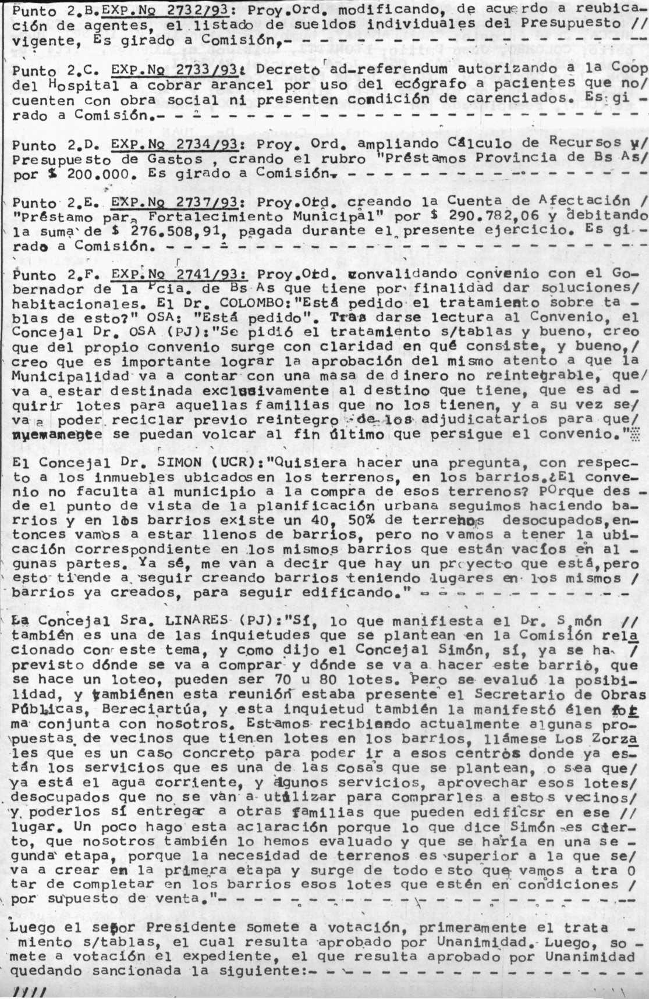 Punto 2.B.EXP.Nº 2732/93: Proy.Ord. modificando, de acuerdo a reubica-
ción de agentes, el listado de sueldos individuales del Presupuesto //
vigente, Es girado a Comisión,- - - - - - - - - - - - - - - - - - - --
Punto 2.C. EXP.Nº 2733/93: Decreto ad-referendum autorizando a la Coop
del Hospital a cobrar arancel por uso del ecógrafo a pacientes que no/
cuenten con obra social ni presenten condición de carenciados. Es gi -
rado a Comisión.- - - - - - - - - - - - - - - - - - - - - - - - - - -
Punto 2.D. EXP.Nº 2734/93: Proy. Ord. ampliando Cálculo de Recursos y/
Presupuesto de Gastos , crando el rubro "Préstamos Provincia de Bs As/
por $ 200.000. Es girado a Comisión. - - - - - - - - - - - - - - - - -
Punto 2.E. EXP.Nº 2737/93: Proy.Ord. creando la Cuenta de Afectación /
"Préstamo para Fortalecimiento Municipal" por $ 290.782,06 y debitando
la suma de $ 276.508,91, pagada durante el presente ejercicio. Es gi -
rado a Comisión. - - - - - - - - - - - - - - - - - - - - - - - - - - -
Punto 2.F. EXP.Nº 2741/93: Proy.Ord. convalidando convenio con el Go-
bernador de la Pcia. de Bs As que tiene por finalidad dar soluciones/
habitacionales. El Dr. COLOMBO:"Está pedido el tratamiento sobre ta -
blas de esto?" OSA: "Está pedido". Tras darse lectura al Convenio, el
Concejal Dr. OSA (PJ):"Se pidió el tratamiento s/tablas y bueno, creo
que del propio convenio surge con claridad en qué consiste, y bueno,/
creo que es importante lograr la aprobación del mismo atento a que la
Municipalidad va a contar con una masa de dinero no reintegrable, que/
va a estar destinada exclusivamente al destino que tiene, que es ad -
quirir lotes para aquellas familias que no los tienen, y a su vez se/
va a poder reciclar previo reintegro de los adjudicatarios para que/
nuevamente se puedan volcar al fin último que persigue el convenio."
El Concejal Dr. SIMON (UCR):"Quisiera hacer una pregunta, con respec-
to a los inmuebles ubicados en los terrenos, en los barrios.¿El conve-
nio no faculta al municipio a la compra de esos terrenos? POrque des -
de el punto de vista de la planificación urbana seguimos haciendo ba-
rrios y en los barrios existe un 40, 50% de terrenos desocupados,en-
tonces vamos a estar llenos de barrios, pero no vamos a tener la ubi-
cación correspondiente en los mismos barrios que están vacíos en al -
gunas partes. Ya sé, me van a decir que hay un proyecto que está,pero
esto tiende a seguir creando barrios teniendo lugares en los mismos /
barrios ya creados, para seguir edificando." - - - - - - - - - - - -
La Concejal Sra. LINARES (PJ):"Sí, lo que manifiesta el Dr. Simón //
también es una de las inquietudes que se plantean en la Comisión rela
cionado con este tema, y como dijo el Concejal Simón, sí, ya se ha /
previsto dónde se va a comprar y dónde se va a hacer este barrio, que
se hace un loteo, pueden ser 70 u 80 lotes. Pero se evaluó la posibi-
lidad, y tambiénen esta reunión estaba presente el Secretario de Obras
Públicas, Bereciartúa, y esta inquietud también la manifestó élen for
ma conjunta con nosotros. Estamos recibiendo actualmente algunas pro-
puestas de vecinos que tienen lotes en los barrios, llámese Los Zorza
les que es un caso concreto para poder ir a esos centros donde ya es-
tán los servicios que es una de las cosas que se plantean, o sea que/
ya está el agua corriente, y algunos servicios, aprovechar esos lotes/
desocupados que no se van a utilizar para comprarles a estos vecinos/
y poderlos sí entregar a otras familias que pueden edificsr en ese //
lugar. Un poco hago esta aclaración porque lo que dice Simón es cier-
to, que nosotros también lo hemos evaluado y que se haría en una se -
gunda etapa, porque la necesidad de terrenos es superior a la que se/
va a crear en la primera etapa y surge de todo esto que vamos a tra 0
tar de completar en los barrios esos lotes que estén en condiciones /
por supuesto de venta."- - - - - - - - - - - - - - - - - - - - - - --
Luego el señor Presidente somete a votación, primeramente el trata -
miento s/tablas, el cual resulta aprobado por Unanimidad. Luego, so -
mete a votación el expediente, el que resulta aprobado por Unanimidad
quedando sancionada la siguiente:- - - - - - - - - - - - - - - - - - -
////